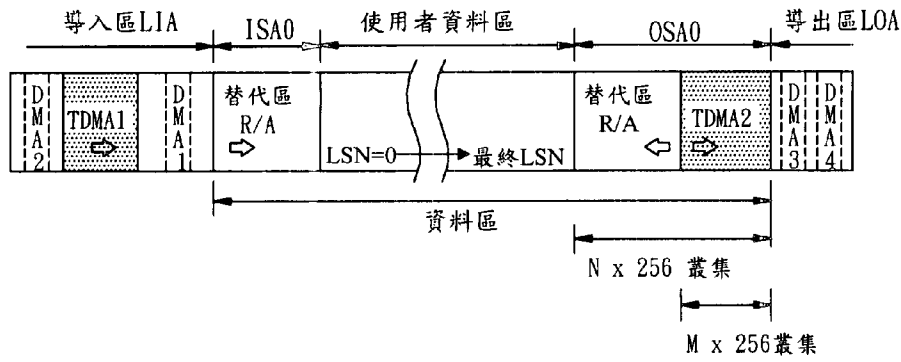 導入區LIA ISA0 使用者資料區 OSA0 導出區LOA
DMA2 TDMA1 DMA1 替代區 R/A LSN=0 最終LSN 替代區 R/A TDMA2 DMA3 DMA4
資料區
N x 256 叢集
M x 256叢集